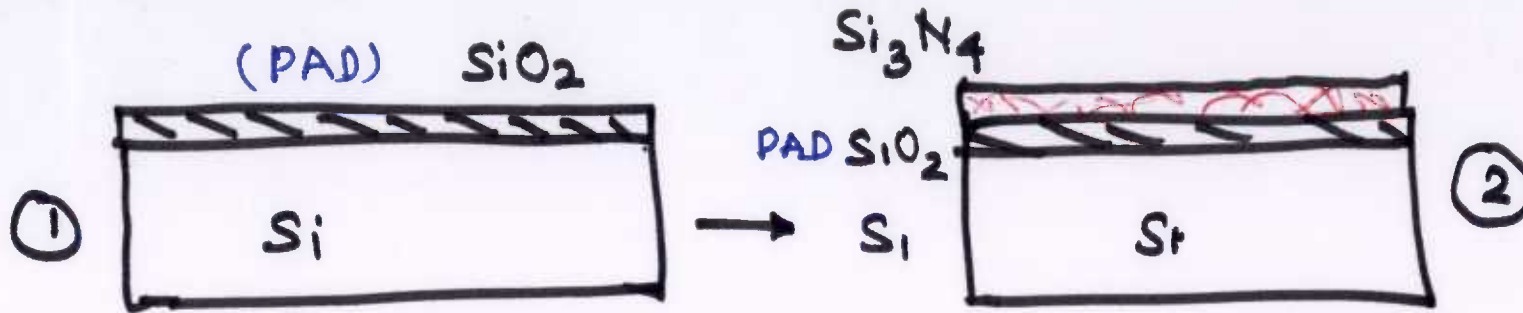 (PAD) SiO₂
Si₃N₄
PAD SiO₂
① Si → Si Si ②